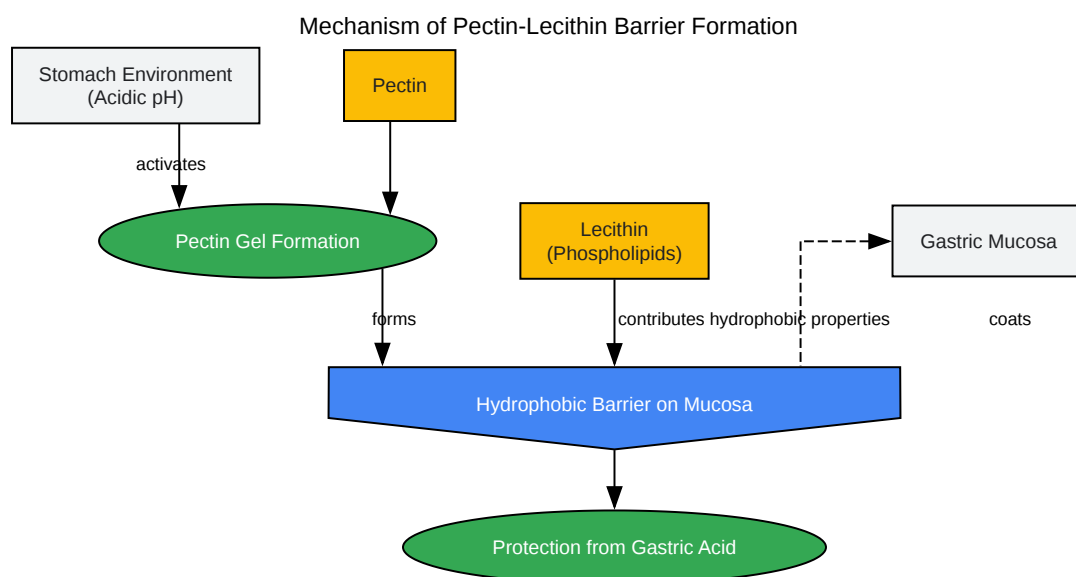 Mechanism of Pectin-Lecithin Barrier Formation
Stomach Environment
(Acidic pH)
Pectin
activates
Pectin Gel Formation
Lecithin
(Phospholipids)
Gastric Mucosa
forms
contributes hydrophobic properties
coats
Hydrophobic Barrier on Mucosa
Protection from Gastric Acid